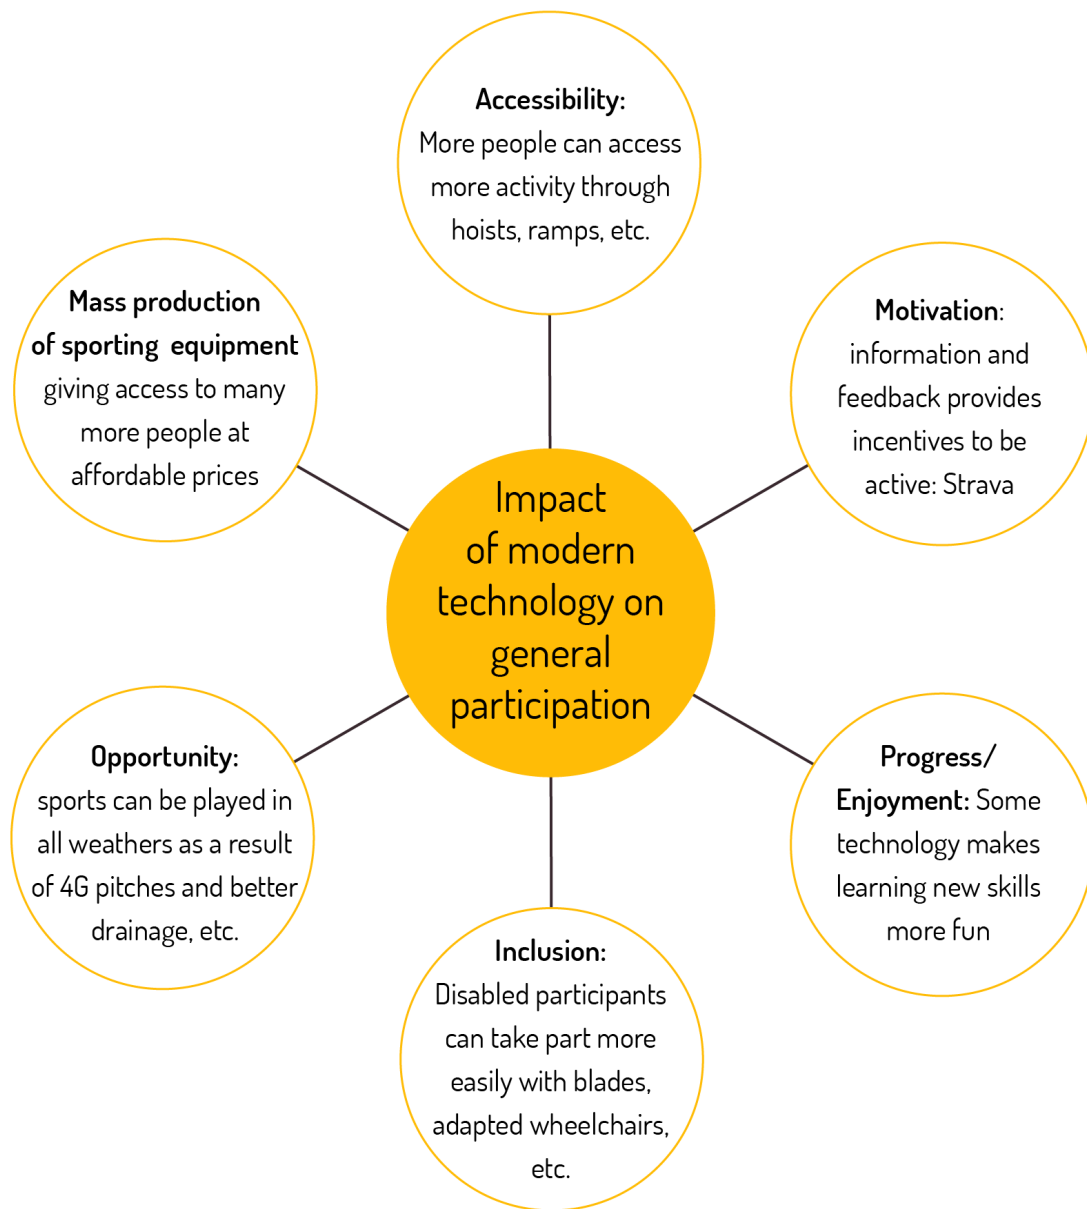 Accessibility:
More people can access
more activity through
hoists, ramps, etc.
Mass production
of sporting equipment
giving access to many
more people at
affordable prices
Motivation:
information and
feedback provides
incentives to be
active: Strava
Impact
of modern
technology on
general
participation
Opportunity:
sports can be played in
all weathers as a result
of 4G pitches and better
drainage, etc.
Progress/
Enjoyment: Some
technology makes
learning new skills
more fun
Inclusion:
Disabled participants
can take part more
easily with blades,
adapted wheelchairs,
etc.